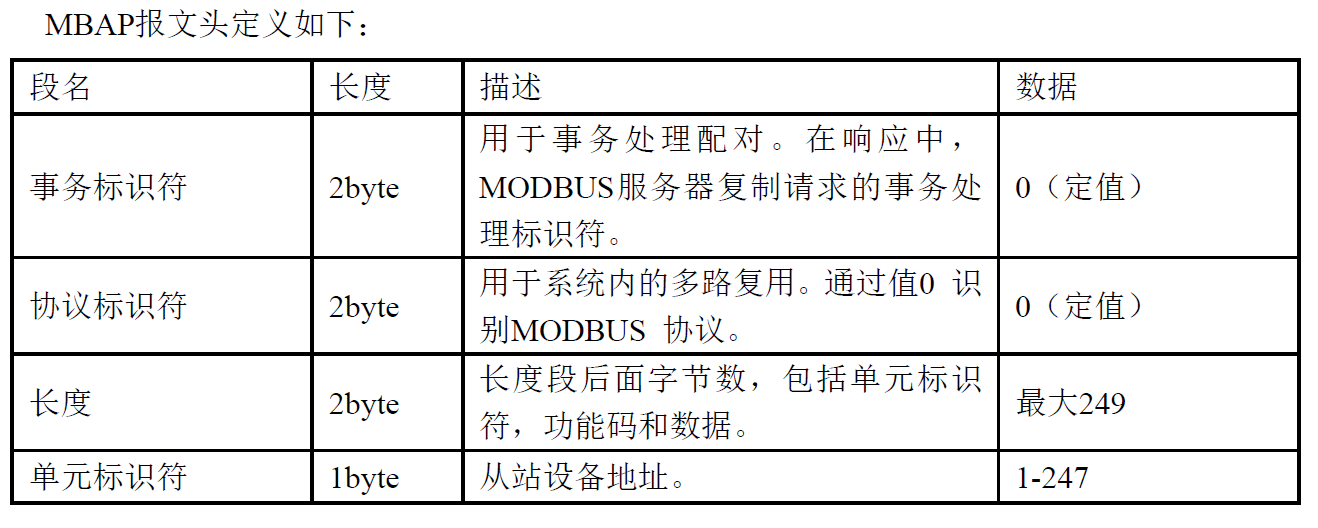 MBAP报文头定义如下：
段名 长度 描述 数据
事务标识符 2byte 用于事务处理配对。在响应中，
MODBUS服务器复制请求的事务处
理标识符。 0（定值）
协议标识符 2byte 用于系统内的多路复用。通过值0 识
别MODBUS 协议。 0（定值）
长度 2byte 长度段后面字节数，包括单元标识
符，功能码和数据。 最大249
单元标识符 1byte 从站设备地址。 1-247